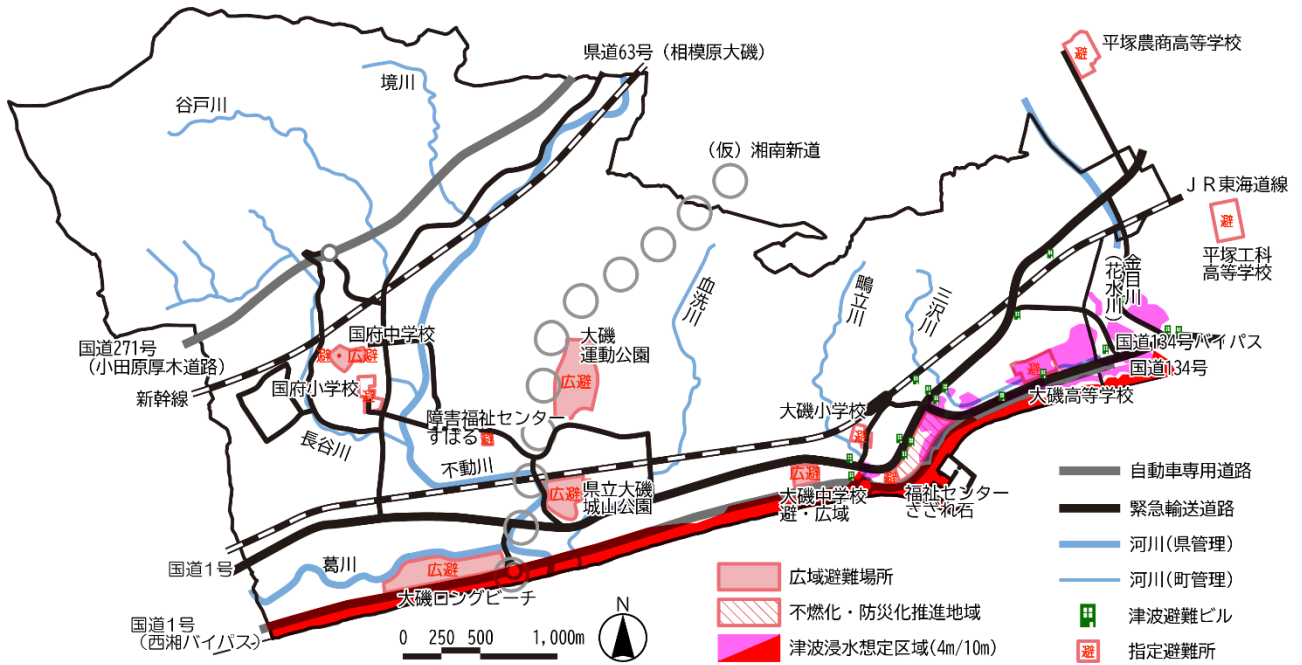 県道63号（相模原大磯）
平塚農商高等学校
避
境川
谷戸川
（仮）湘南新道
ＪＲ東海道線
避
平塚工科
高等学校
金目川
（花水川）
血洗川
鴫立川
三沢川
国道271号
（小田原厚木道路）
新幹線
国府中学校
避
広避
国府小学校
避
大磯
運動公園
広避
国道134号バイパス
国道134号
避
大磯高等学校
大磯小学校
避
障害福祉センター
すばる
避
長谷川
不動川
広避
県立大磯
城山公園
広避
大磯中学校
避・広域
避
福祉センター
さざれ石
国道1号
葛川
広避
大磯ロングビーチ
国道1号
（西湘バイパス）
0 250 500 1,000m
N
自動車専用道路
緊急輸送道路
河川(県管理)
河川(町管理)
津波避難ビル
避
指定避難所
広域避難場所
不燃化・防災化推進地域
津波浸水想定区域(4m/10m)